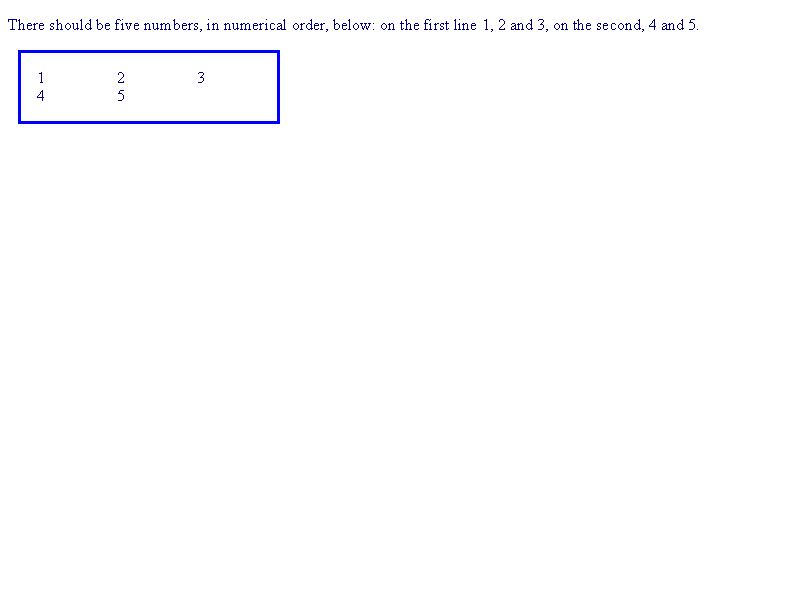 There should be five numbers, in numerical order, below: on the first line 1, 2 and 3, on the second, 4 and 5.
1 2 3
4 5